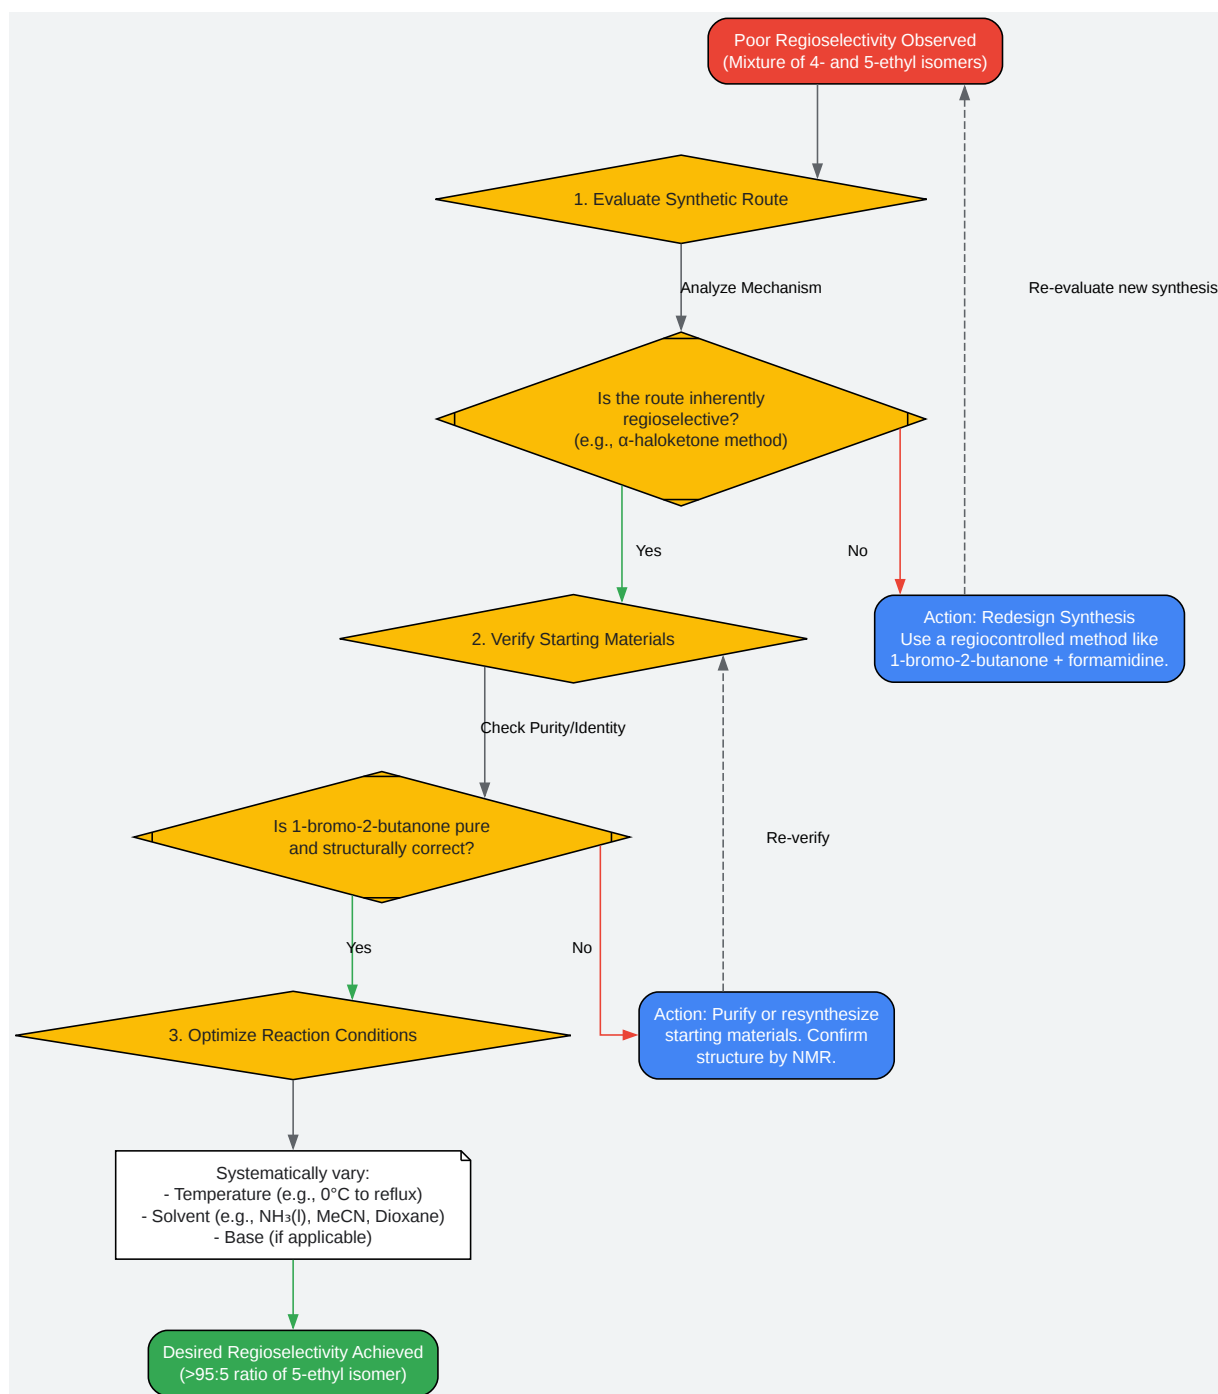 Poor Regioselectivity Observed
(Mixture of 4- and 5-ethyl isomers)
1. Evaluate Synthetic Route
Analyze Mechanism
Re-evaluate new synthesis
Is the route inherently
regioselective?
(e.g., α-haloketone method)
Yes
No
Action: Redesign Synthesis
Use a regiocontrolled method like
1-bromo-2-butanone + formamidine.
2. Verify Starting Materials
Check Purity/Identity
Is 1-bromo-2-butanone pure
and structurally correct?
Re-verify
Yes
No
Action: Purify or resynthesize
starting materials. Confirm
structure by NMR.
3. Optimize Reaction Conditions
Systematically vary:
- Temperature (e.g., 0°C to reflux)
- Solvent (e.g., NH₃(l), MeCN, Dioxane)
- Base (if applicable)
Desired Regioselectivity Achieved
(>95:5 ratio of 5-ethyl isomer)